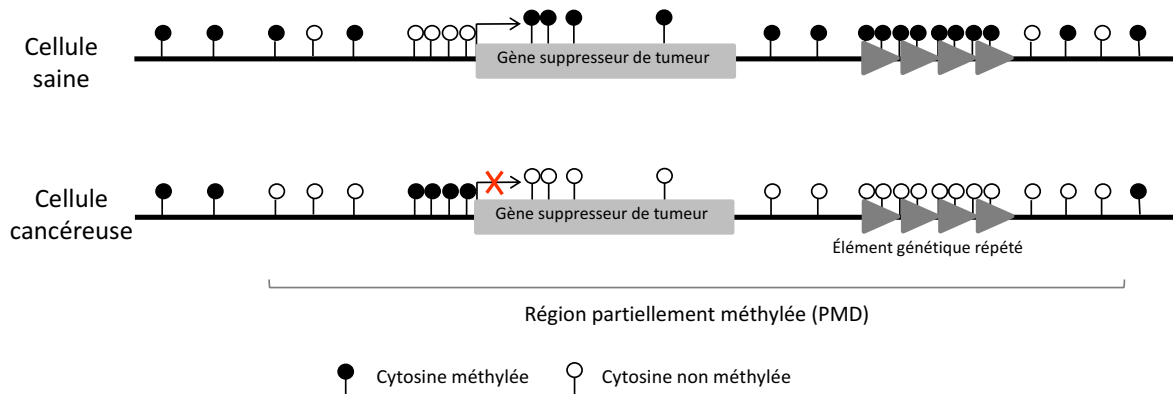 Cellule
saine
Gène suppresseur de tumeur
Cellule
cancéreuse
Gène suppresseur de tumeur
Élément génétique répété
Région partiellement méthylée (PMD)
Cytosine méthylée
Cytosine non méthylée